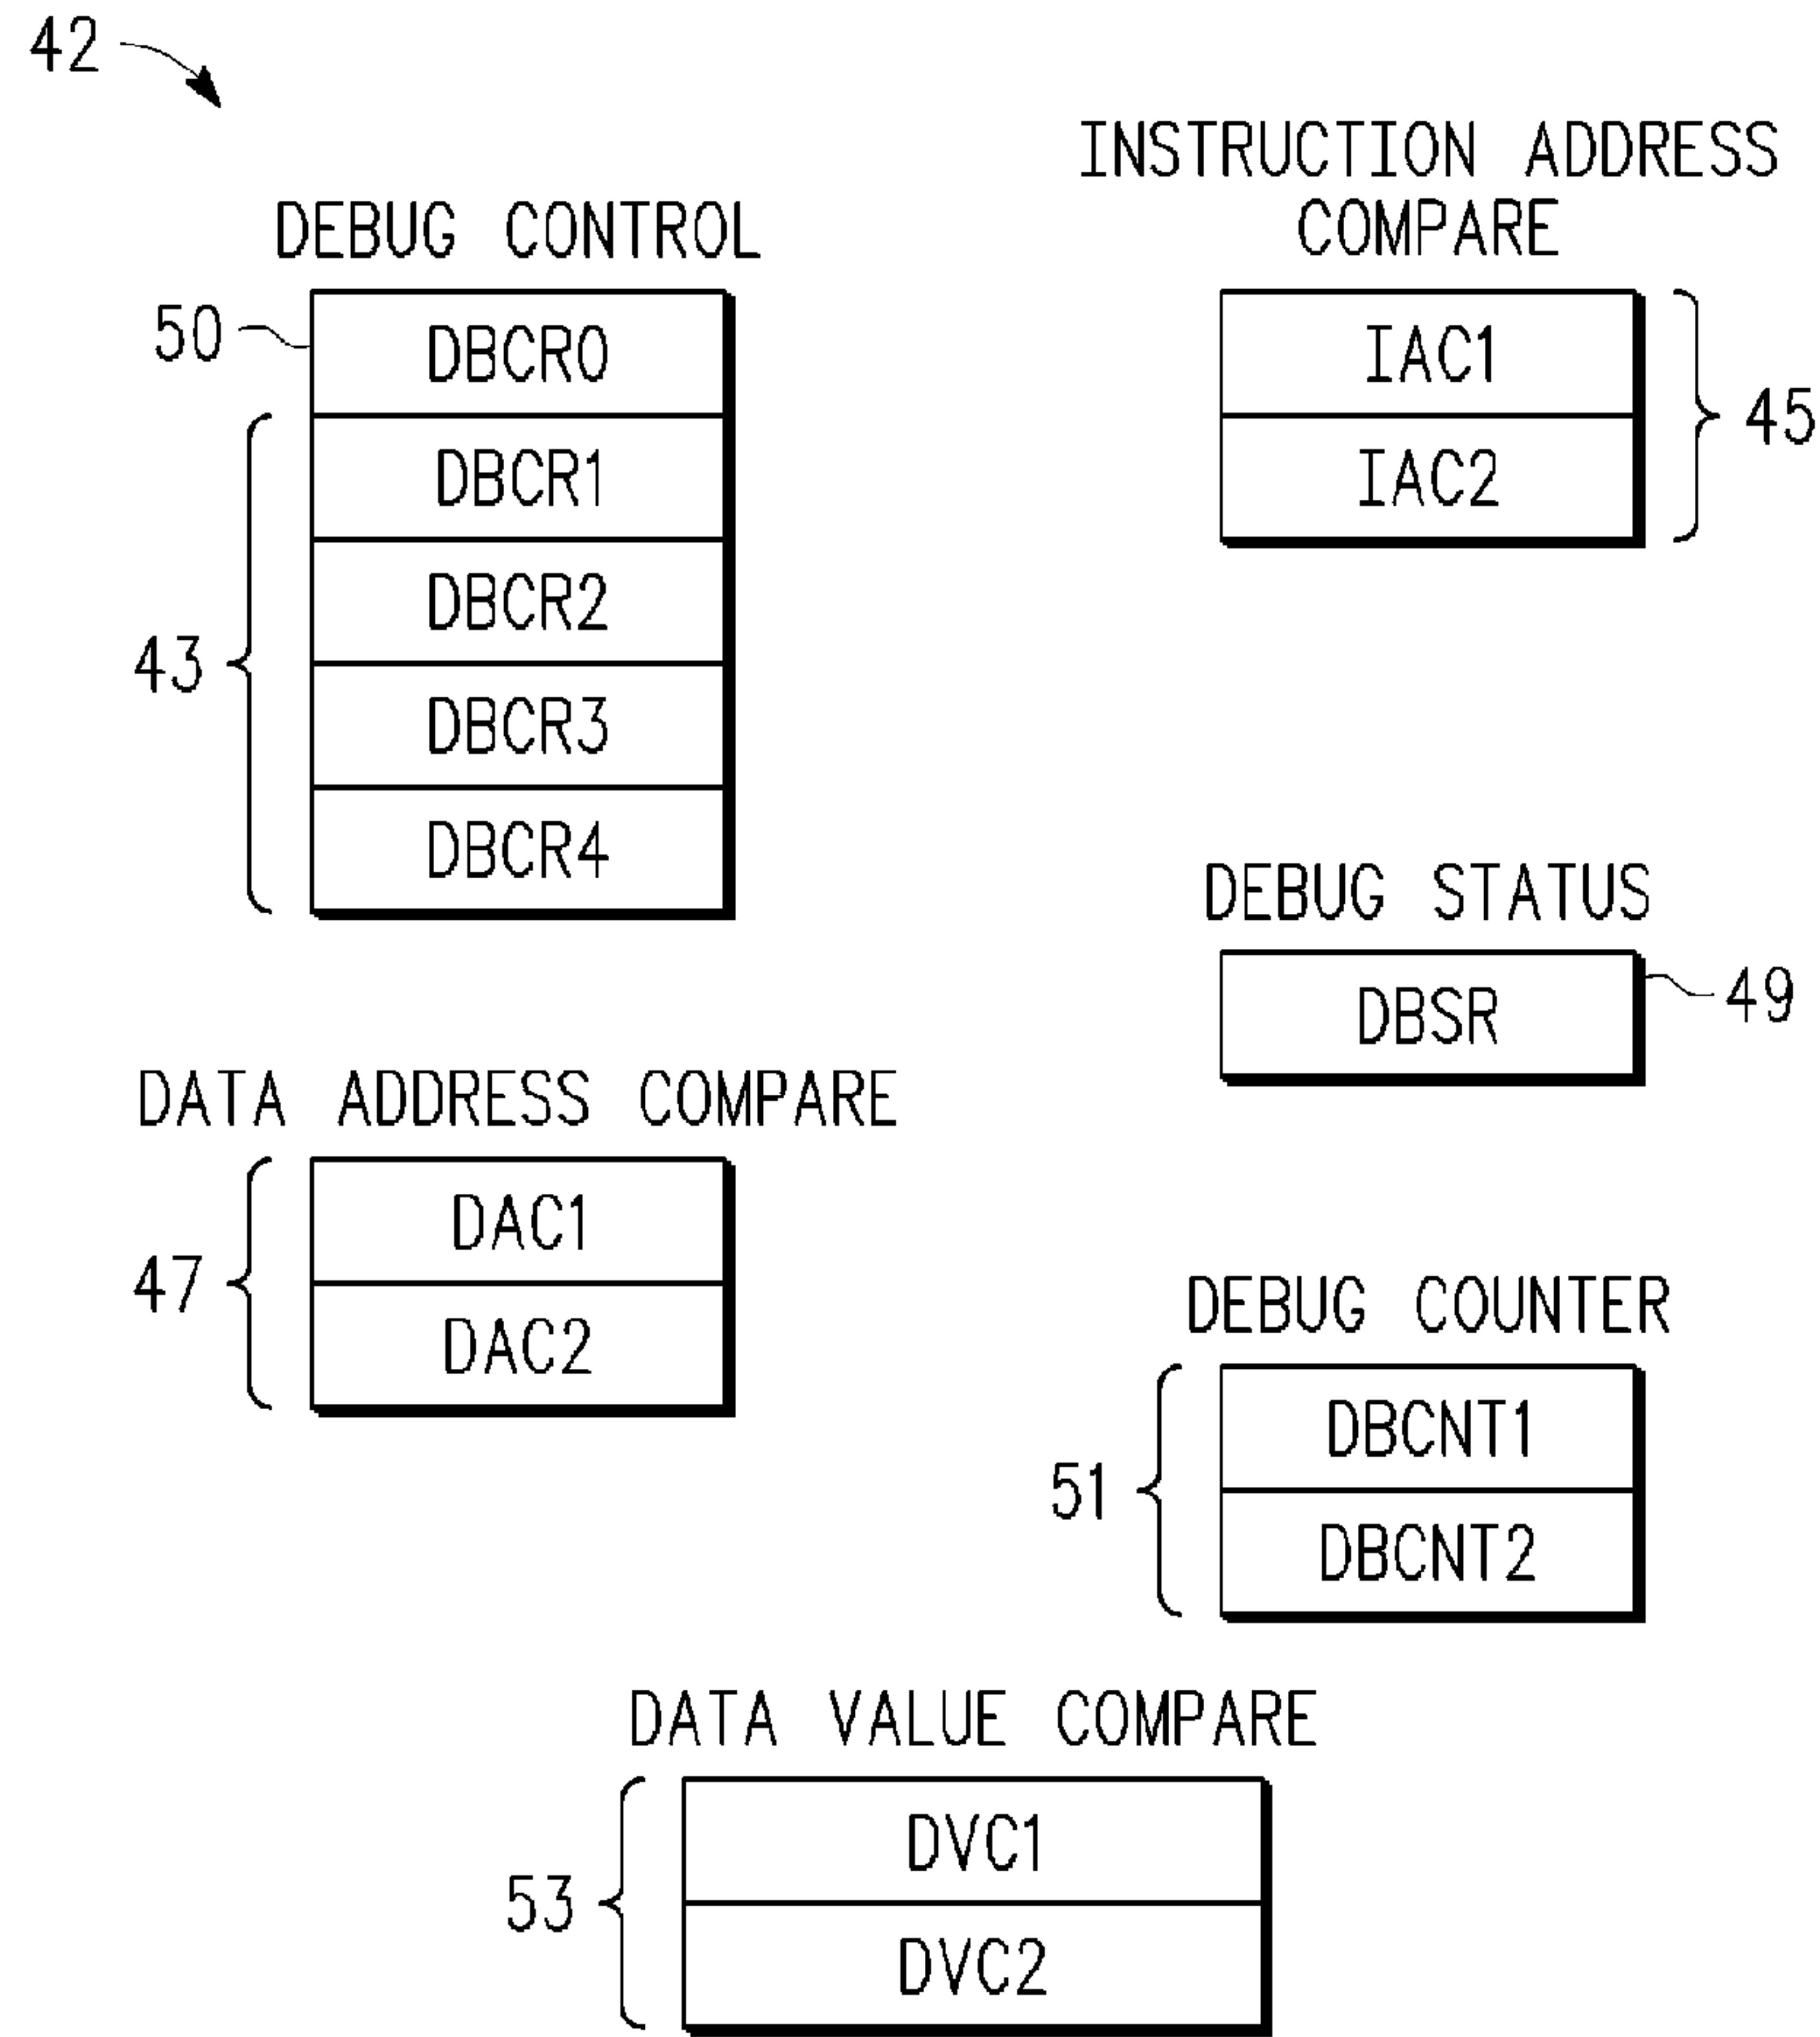 42
DEBUG CONTROL
50
DBCR0
DBCR1
DBCR2
43
DBCR3
DBCR4
INSTRUCTION ADDRESS
COMPARE
IAC1
45
IAC2
DEBUG STATUS
DBSR
49
DATA ADDRESS COMPARE
DAC1
47
DAC2
DEBUG COUNTER
DBCNT1
51
DBCNT2
DATA VALUE COMPARE
DVC1
53
DVC2